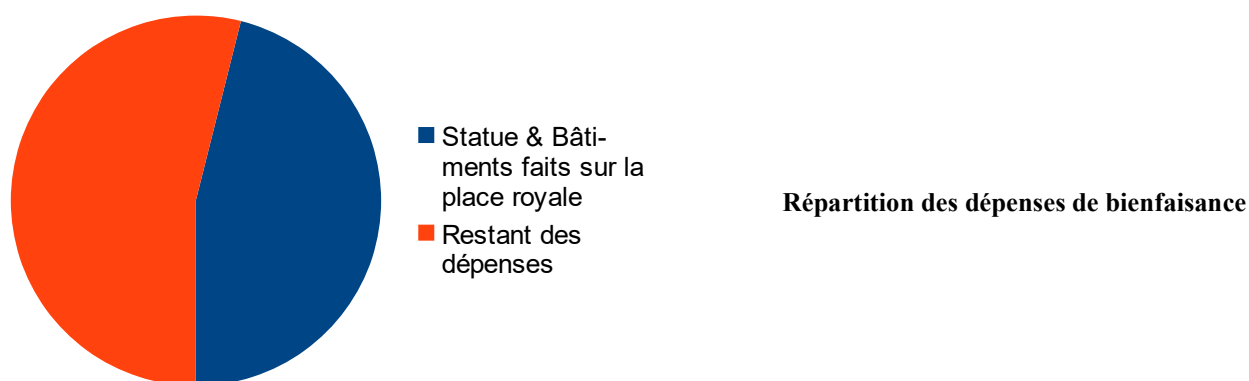 Statue & Bâti-
ments faits sur la
place royale
Restant des
dépenses
Répartition des dépenses de bienfaisance